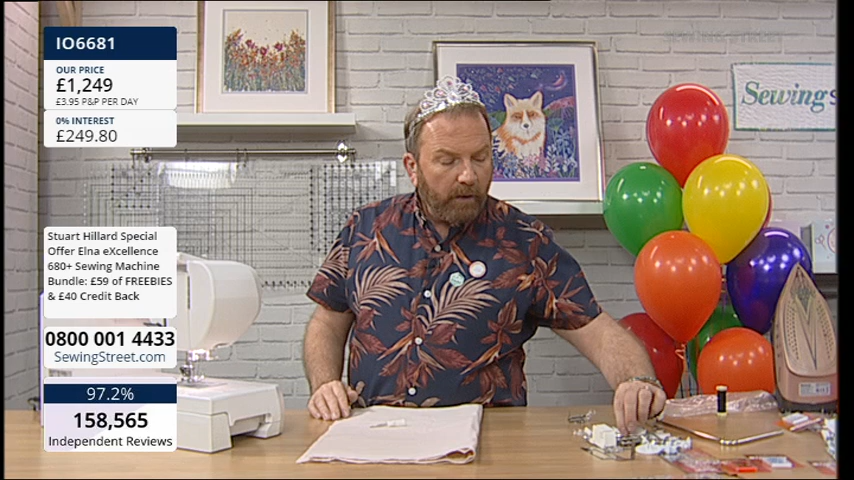 IO6681
OUR PRICE
£1,249
£3.95 P&P PER DAY
0% INTEREST
£249.80
Stuart Hillard Special
Offer Elna eXcellence
680+ Sewing Machine
Bundle: £59 of FREEBIES
& £40 Credit Back
0800 001 4433
SewingStreet.com
97.2%
158,565
Independent Reviews
SewingS